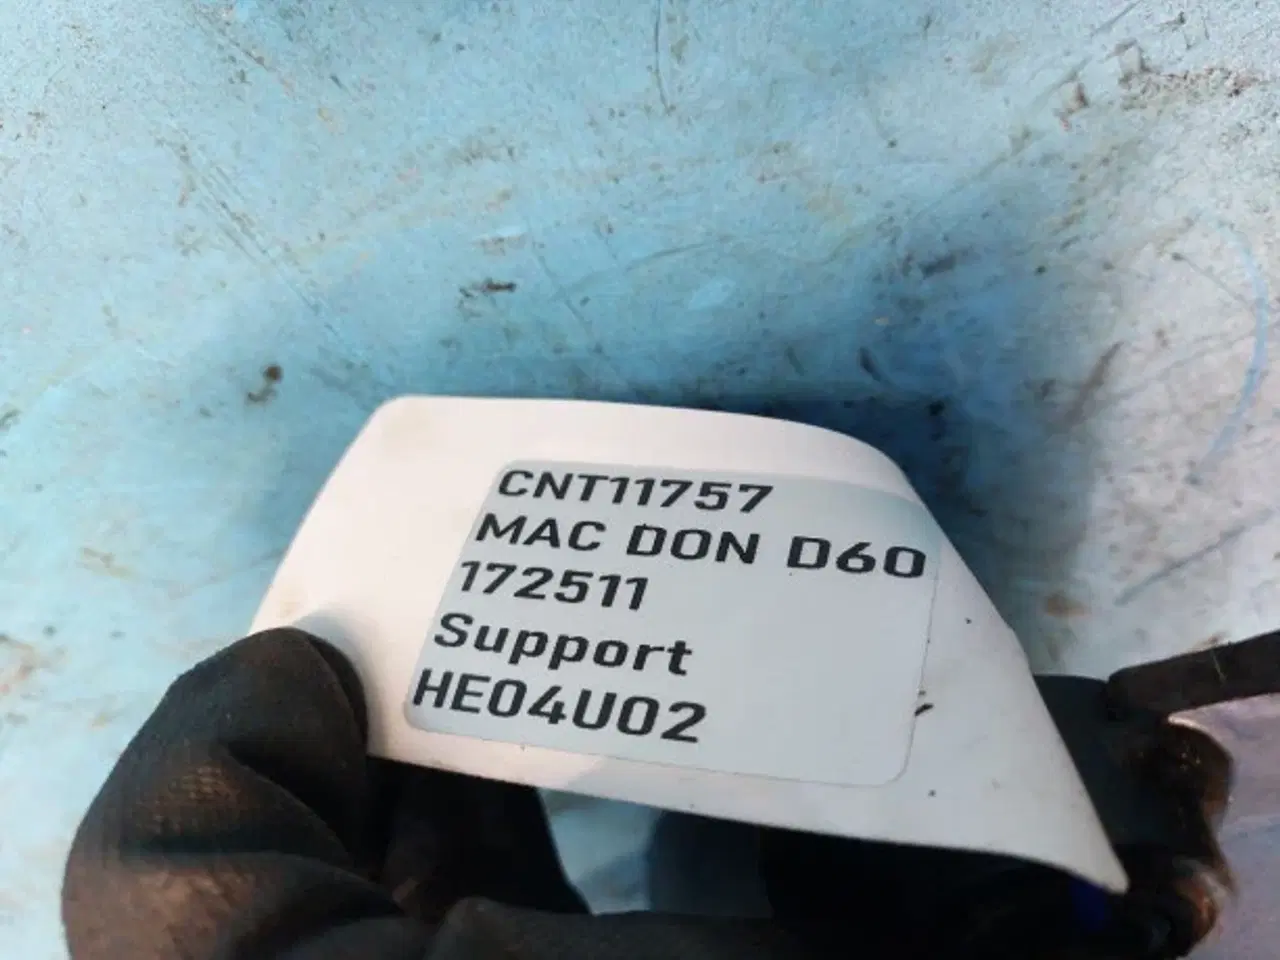 CNT11757
MAC DON D60
172511
Support
HE04U02